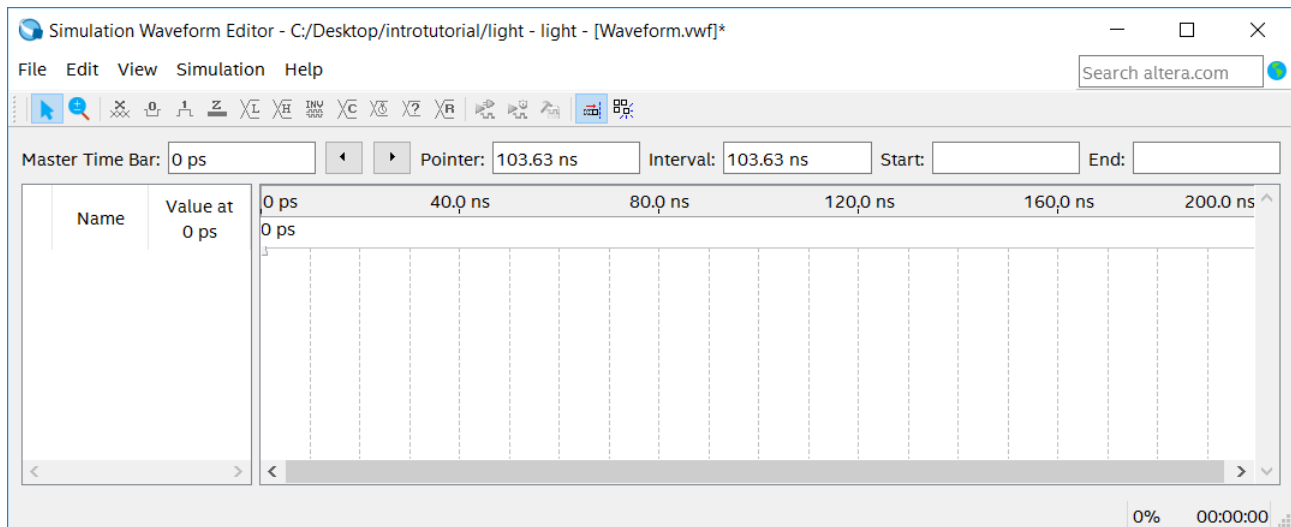 Simulation Waveform Editor - C:/Desktop/introtutorial/light - light - [Waveform.vwf]*
File Edit View Simulation Help
Search altera.com
X 0 1 Z L H INV C ? R
Master Time Bar: 0 ps Pointer: 103.63 ns Interval: 103.63 ns Start: End:
Name
Value at
0 ps
0 ps 40.0 ns 80.0 ns 120.0 ns 160.0 ns 200.0 ns
0 ps
0% 00:00:00